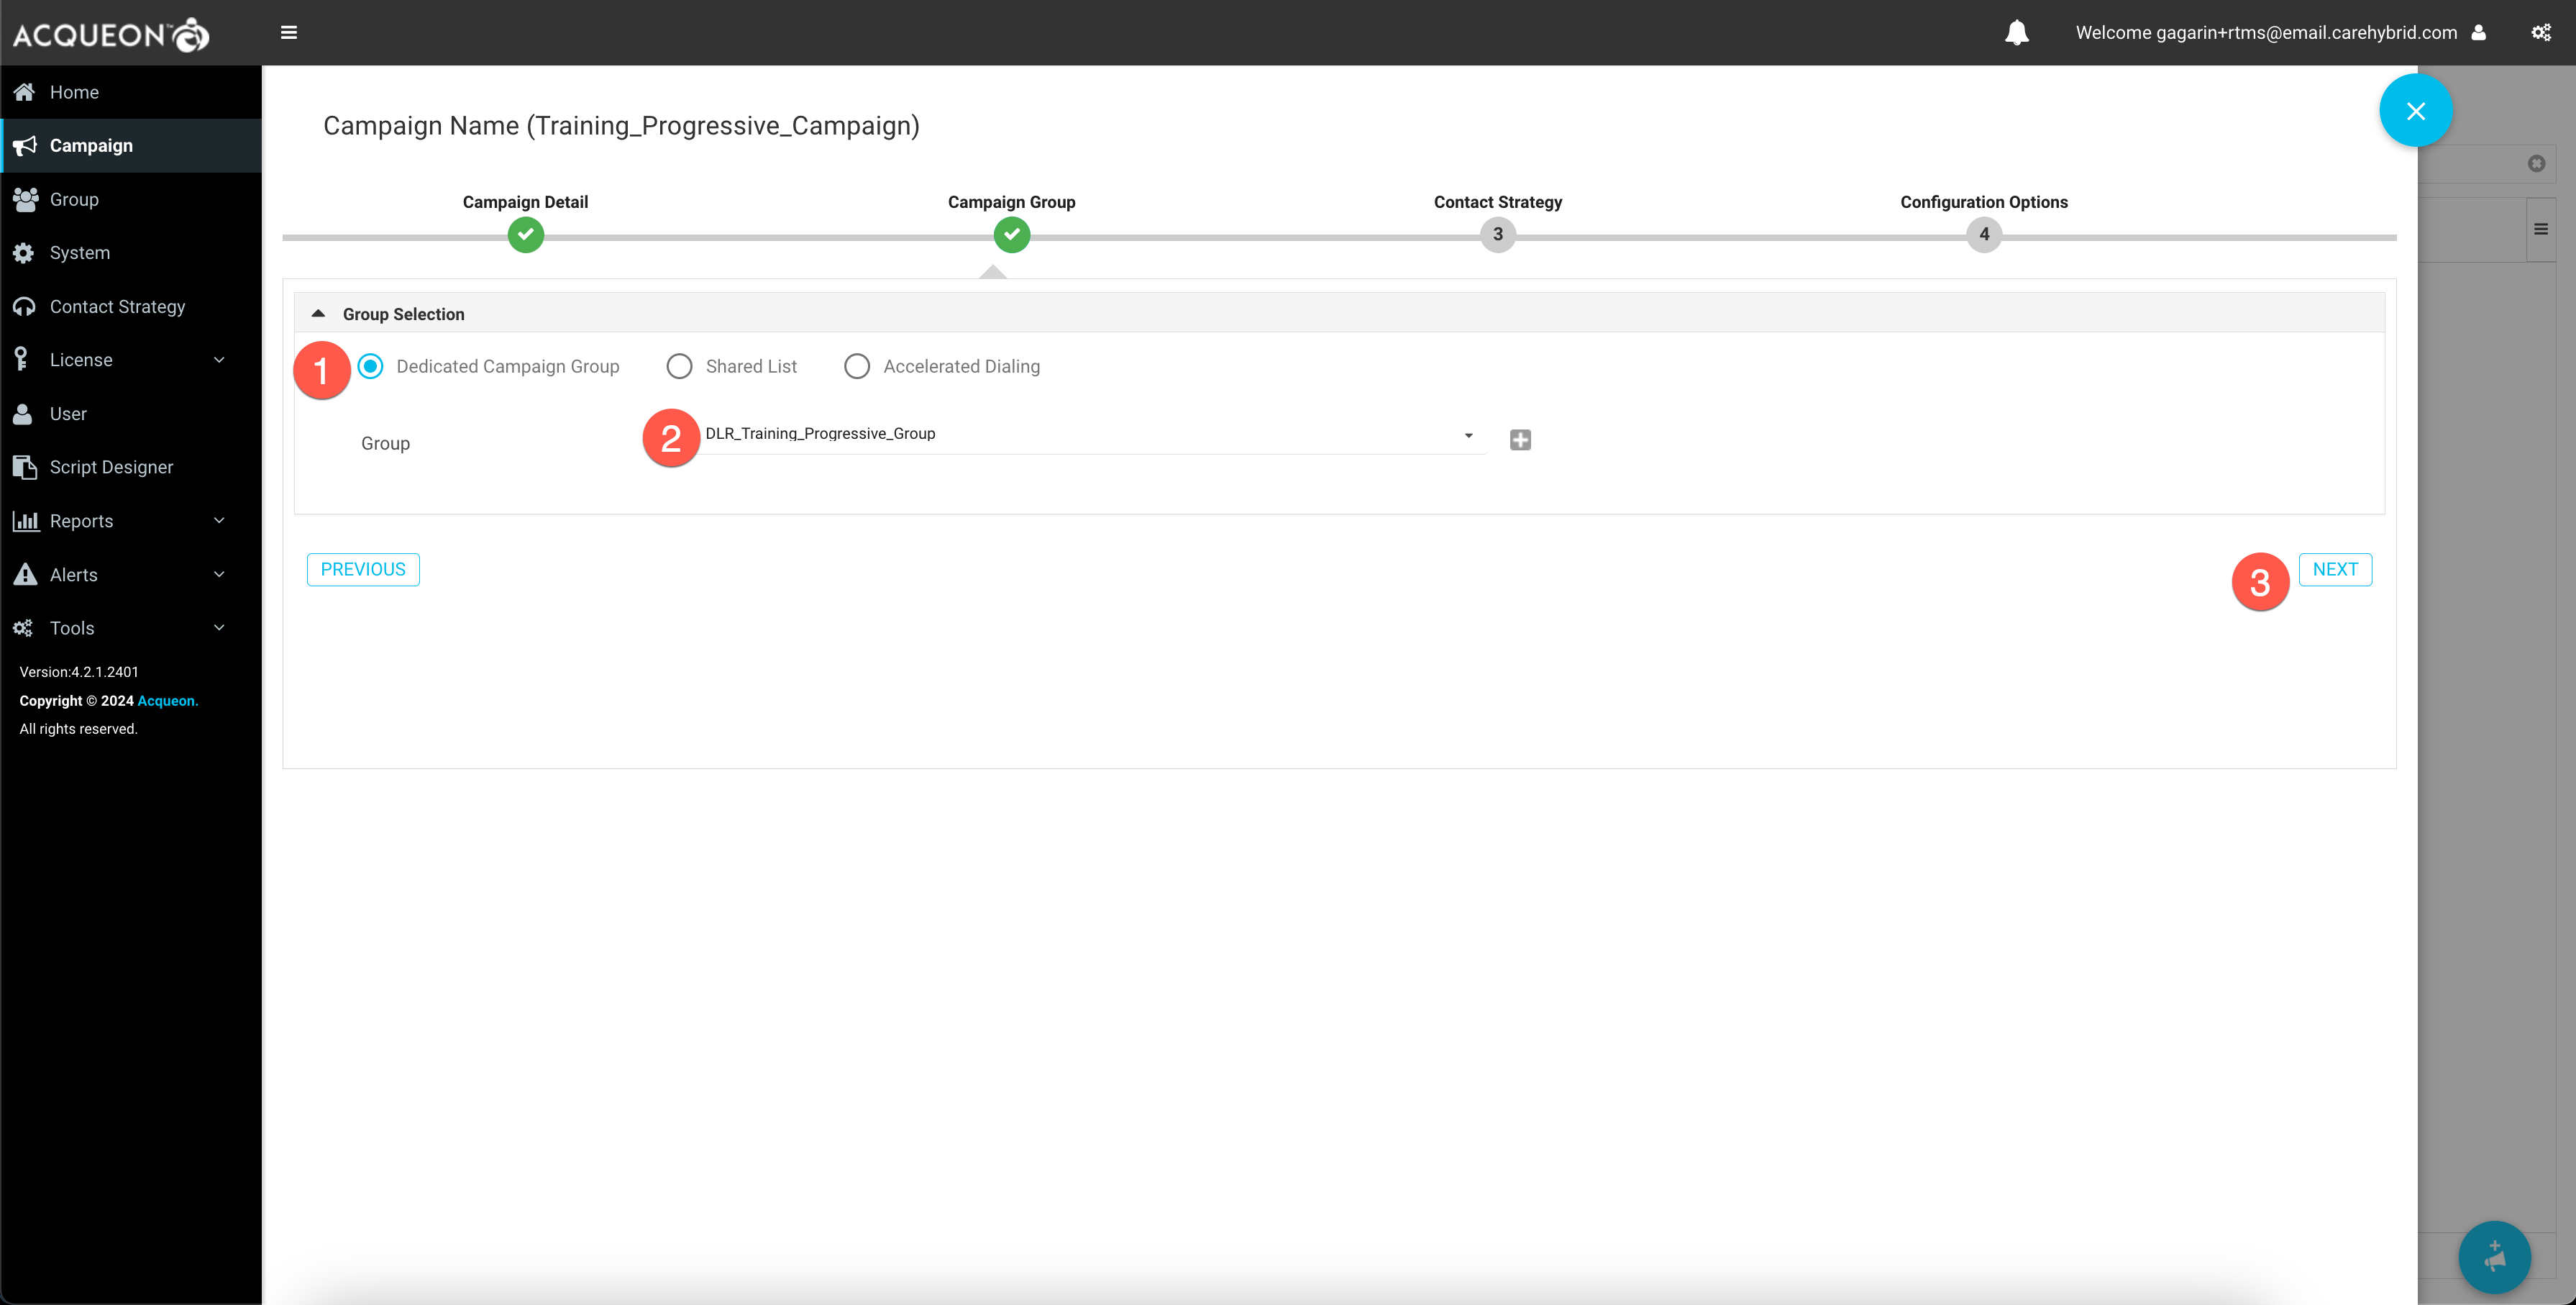 ACQUEON™
Welcome gagarin+rtms@email.carehybrid.com
Home
Campaign
Group
System
Contact Strategy
License
User
Script Designer
Reports
Alerts
Tools
Version:4.2.1.2401
Copyright © 2024 Acqueon.
All rights reserved.
Campaign Name (Training_Progressive_Campaign)
Campaign Detail
Campaign Group
Contact Strategy
Configuration Options
3
4
Group Selection
1
Dedicated Campaign Group
Shared List
Accelerated Dialing
Group
2
DLR_Training_Progressive_Group
PREVIOUS
3
NEXT